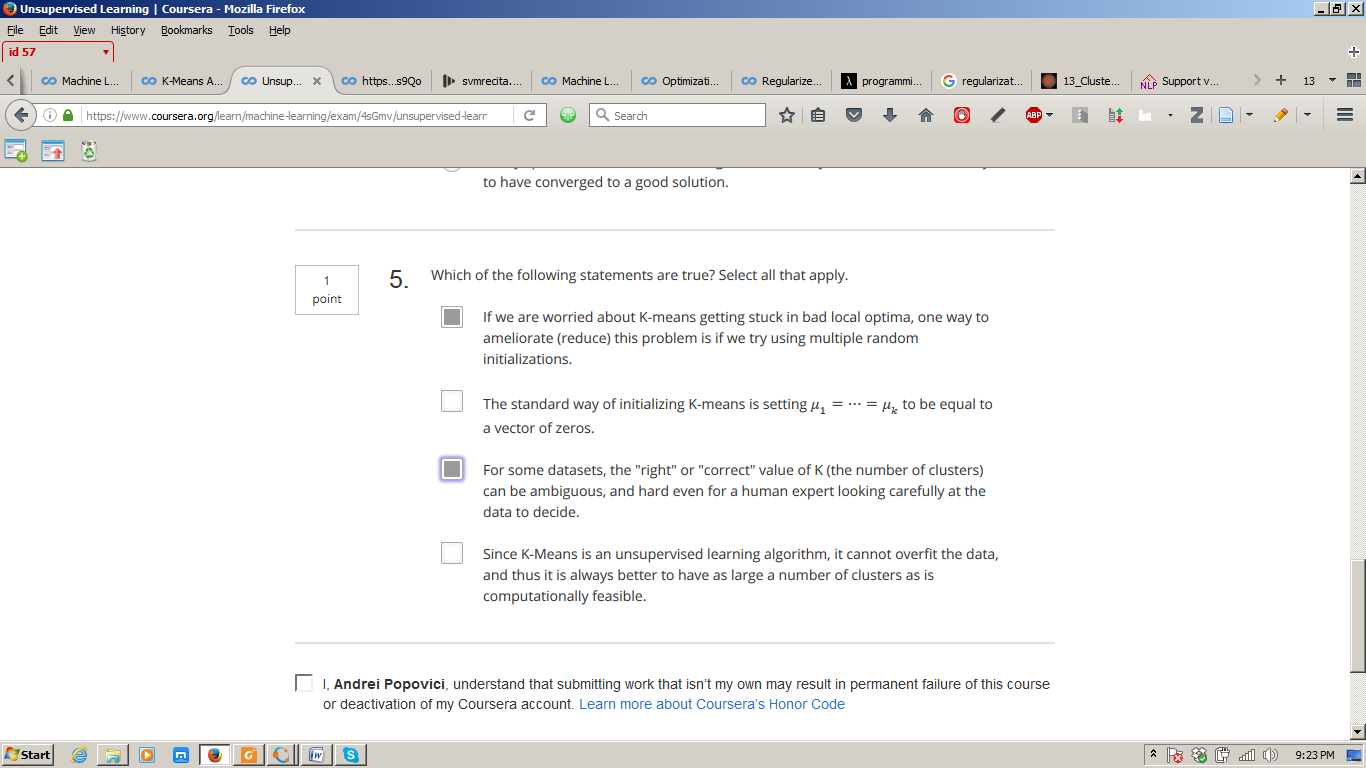 Unsupervised Learning | Coursera - Mozilla Firefox
File Edit View History Bookmarks Tools Help
id 57
Machine L... K-Means A... Unsup... https...s9Qo svmrecita.... Machine L... Optimizati... Regularize... programmi... regularizat... 13_Cluste... NLP Support v... 13
https://www.coursera.org/learn/machine-learning/exam/4sGmv/unsupervised-learn Search ABP
to have converged to a good solution.
1
point
5. Which of the following statements are true? Select all that apply.
If we are worried about K-means getting stuck in bad local optima, one way to
ameliorate (reduce) this problem is if we try using multiple random
initializations.
The standard way of initializing K-means is setting μ₁ = ⋯ = μₖ to be equal to
a vector of zeros.
For some datasets, the "right" or "correct" value of K (the number of clusters)
can be ambiguous, and hard even for a human expert looking carefully at the
data to decide.
Since K-Means is an unsupervised learning algorithm, it cannot overfit the data,
and thus it is always better to have as large a number of clusters as is
computationally feasible.
I, Andrei Popovici, understand that submitting work that isn't my own may result in permanent failure of this course
or deactivation of my Coursera account. Learn more about Coursera's Honor Code
Start 9:23 PM